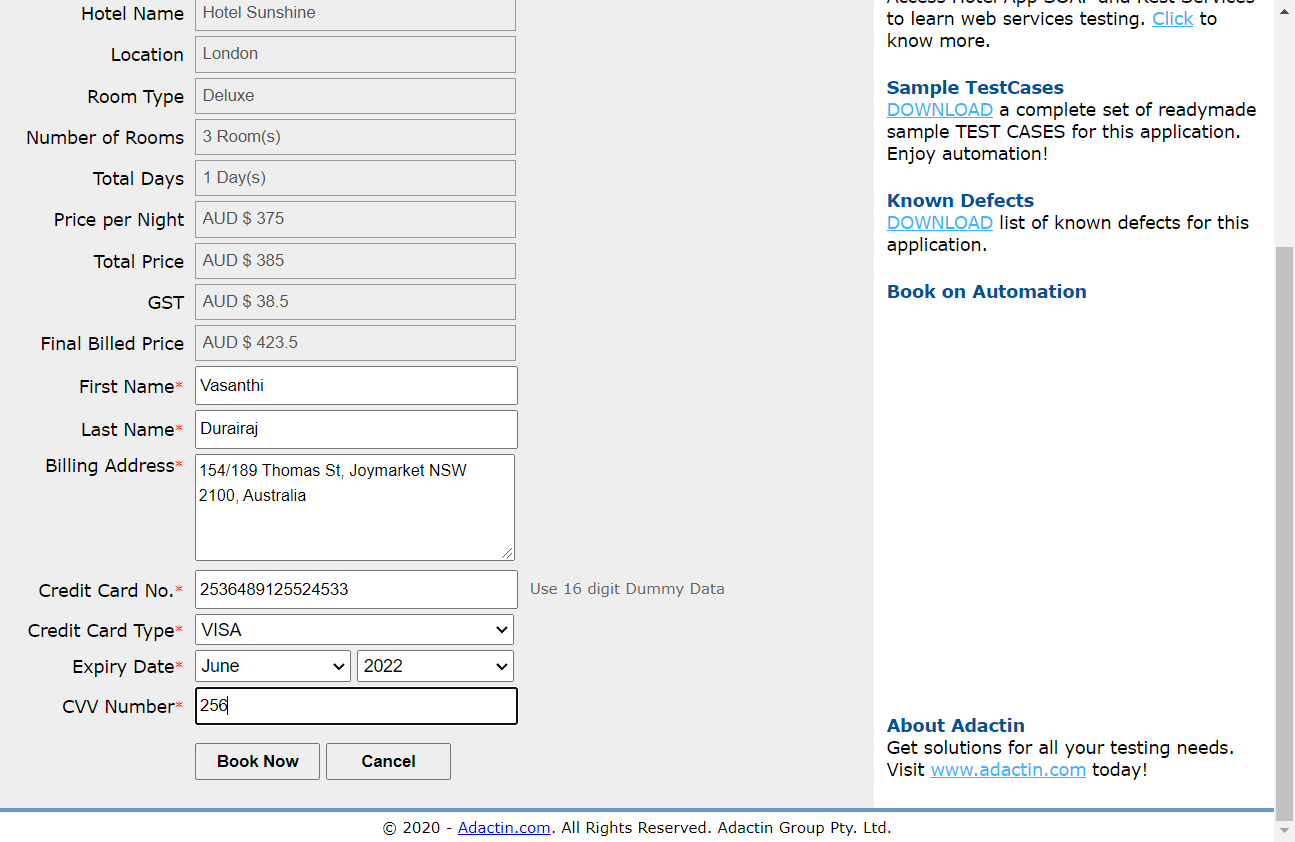 Hotel Name Hotel Sunshine
Location London
Room Type Deluxe
Number of Rooms 3 Room(s)
Total Days 1 Day(s)
Price per Night AUD $ 375
Total Price AUD $ 385
GST AUD $ 38.5
Final Billed Price AUD $ 423.5
First Name* Vasanthi
Last Name* Durairaj
Billing Address* 154/189 Thomas St, Joymarket NSW
2100, Australia
Credit Card No.* 2536489125524533 Use 16 digit Dummy Data
Credit Card Type* VISA
Expiry Date* June 2022
CVV Number* 256
Book Now Cancel
Access Hotel App SOAP and Rest Services
to learn web services testing. Click to
know more.
Sample TestCases
DOWNLOAD a complete set of readymade
sample TEST CASES for this application.
Enjoy automation!
Known Defects
DOWNLOAD list of known defects for this
application.
Book on Automation
About Adactin
Get solutions for all your testing needs.
Visit www.adactin.com today!
© 2020 - Adactin.com. All Rights Reserved. Adactin Group Pty. Ltd.